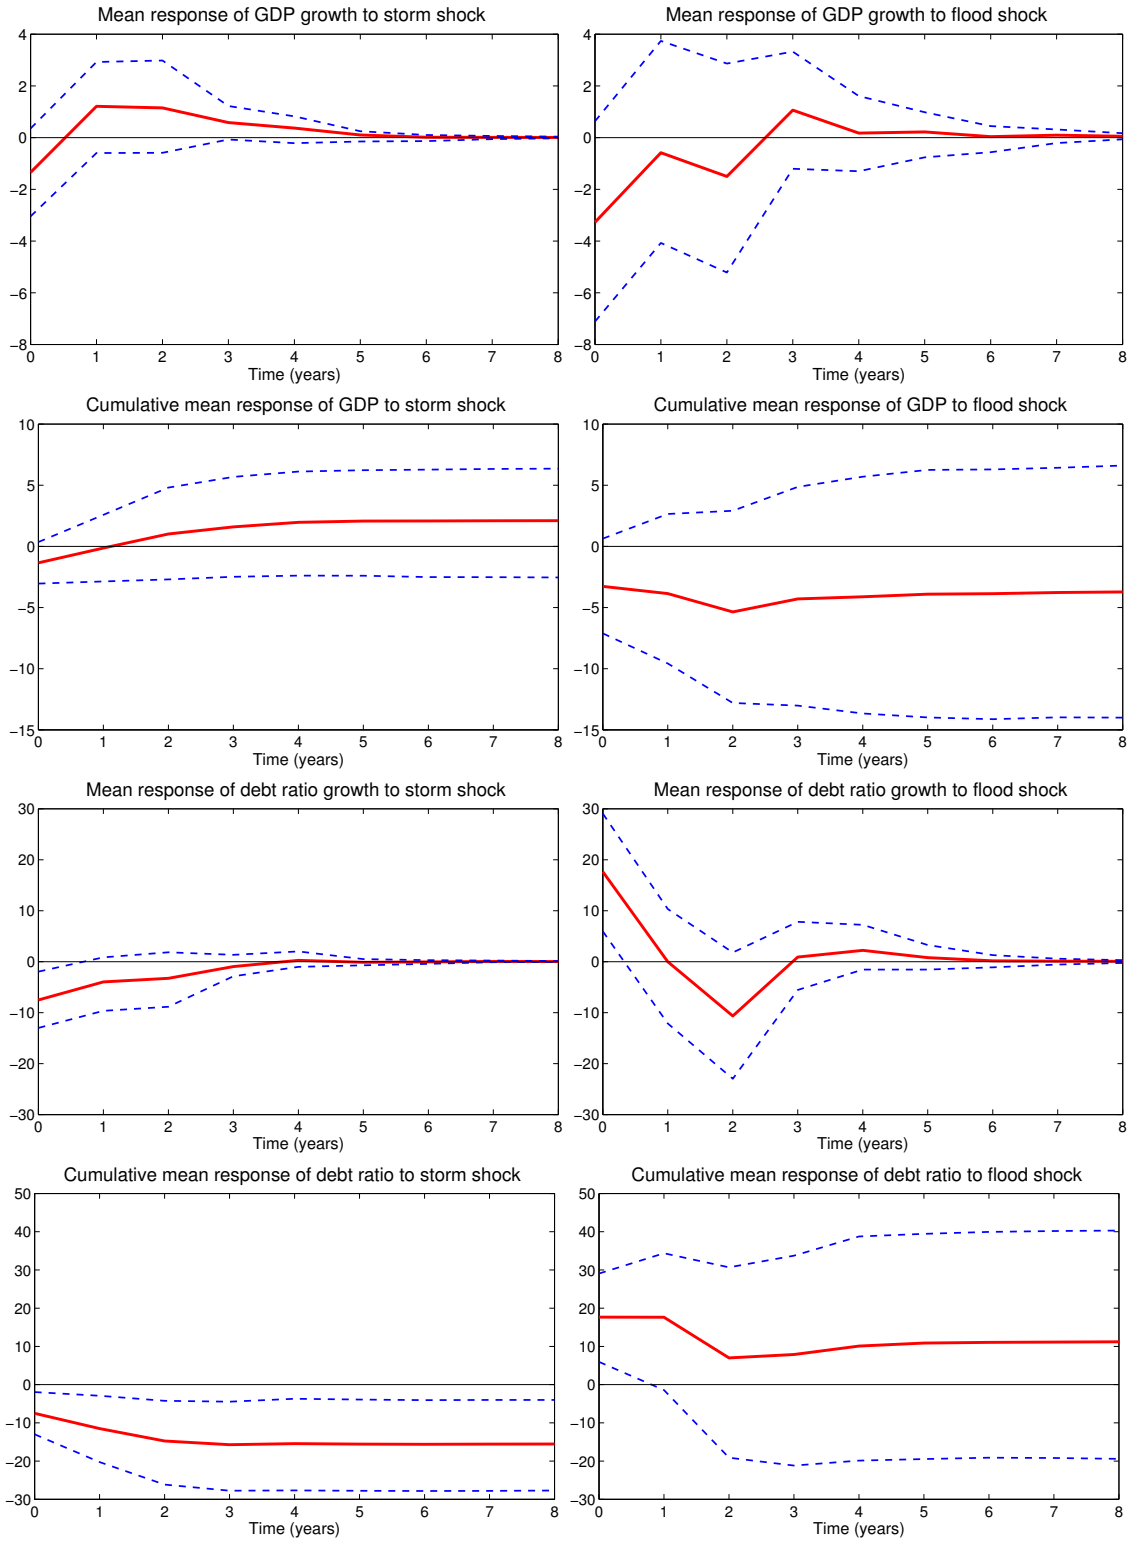 Mean response of GDP growth to storm shock
4
2
0
−2
−4
−6
−8
0 1 2 3 4 5 6 7 8
Time (years)
Mean response of GDP growth to flood shock
4
2
0
−2
−4
−6
−8
0 1 2 3 4 5 6 7 8
Time (years)
Cumulative mean response of GDP to storm shock
10
5
0
−5
−10
−15
0 1 2 3 4 5 6 7 8
Time (years)
Cumulative mean response of GDP to flood shock
10
5
0
−5
−10
−15
0 1 2 3 4 5 6 7 8
Time (years)
Mean response of debt ratio growth to storm shock
30
20
10
0
−10
−20
−30
0 1 2 3 4 5 6 7 8
Time (years)
Mean response of debt ratio growth to flood shock
30
20
10
0
−10
−20
−30
0 1 2 3 4 5 6 7 8
Time (years)
Cumulative mean response of debt ratio to storm shock
50
40
30
20
10
0
−10
−20
−30
0 1 2 3 4 5 6 7 8
Time (years)
Cumulative mean response of debt ratio to flood shock
50
40
30
20
10
0
−10
−20
−30
0 1 2 3 4 5 6 7 8
Time (years)